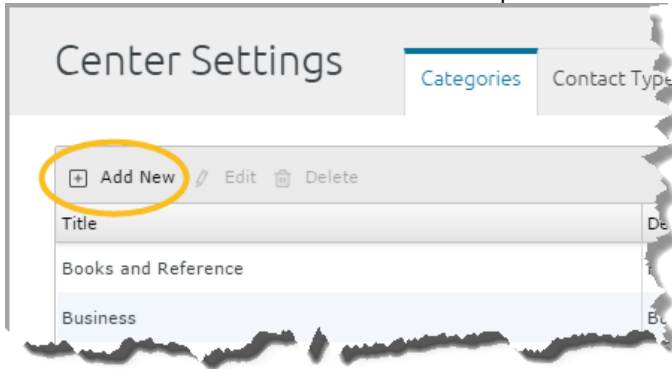 Center Settings
Categories Contact Type
Add New Edit Delete
Title
Books and Reference
Business